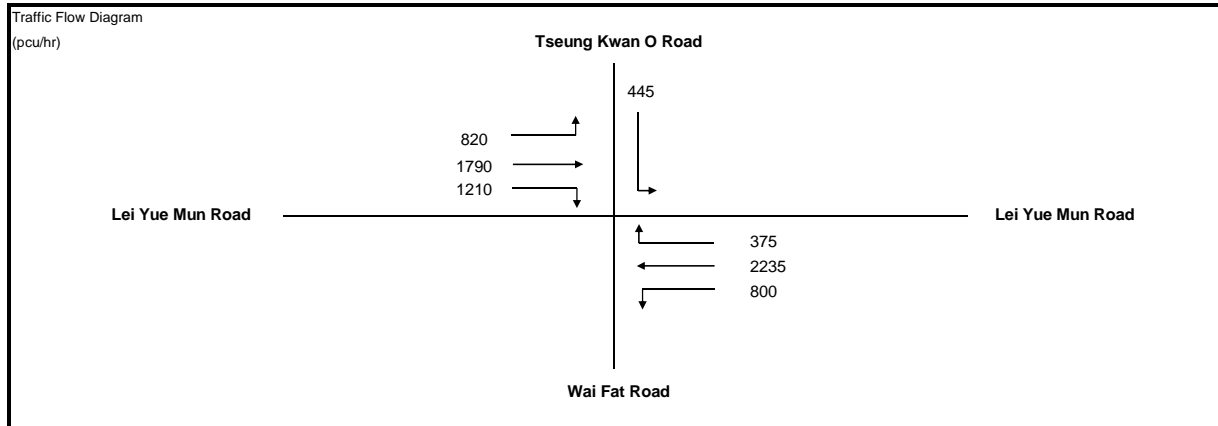 Traffic Flow Diagram
(pcu/hr)
Tseung Kwan O Road
445
820
1790
1210
Lei Yue Mun Road
Lei Yue Mun Road
375
2235
800
Wai Fat Road